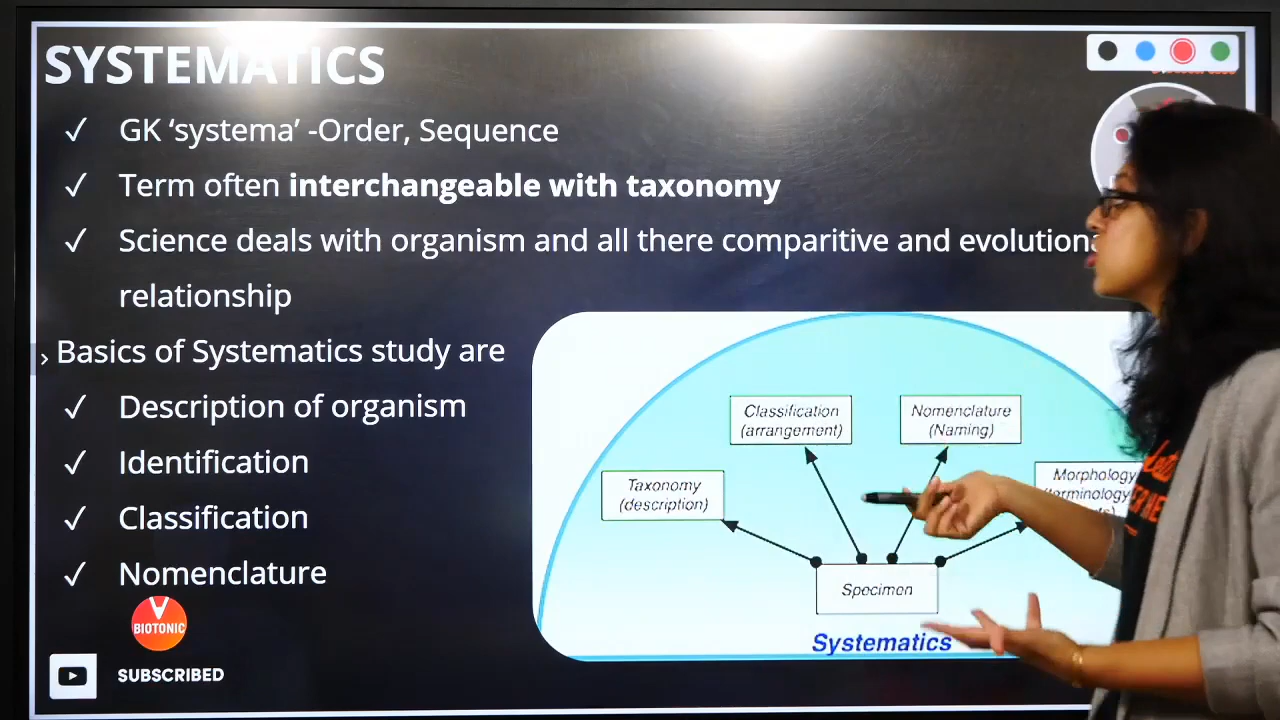 SYSTEMATICS
✓ GK ‘systema’ -Order, Sequence
✓ Term often interchangeable with taxonomy
✓ Science deals with organism and all there comparitive and
relationship
› Basics of Systematics study are
✓ Description of organism
✓ Identification
✓ Classification
✓ Nomenclature
Classification
(arrangement)
Nomenclature
(Naming)
Taxonomy
(description)
Morphology
(terminology
Specimen
Systematics
BIOTONIC
SUBSCRIBED